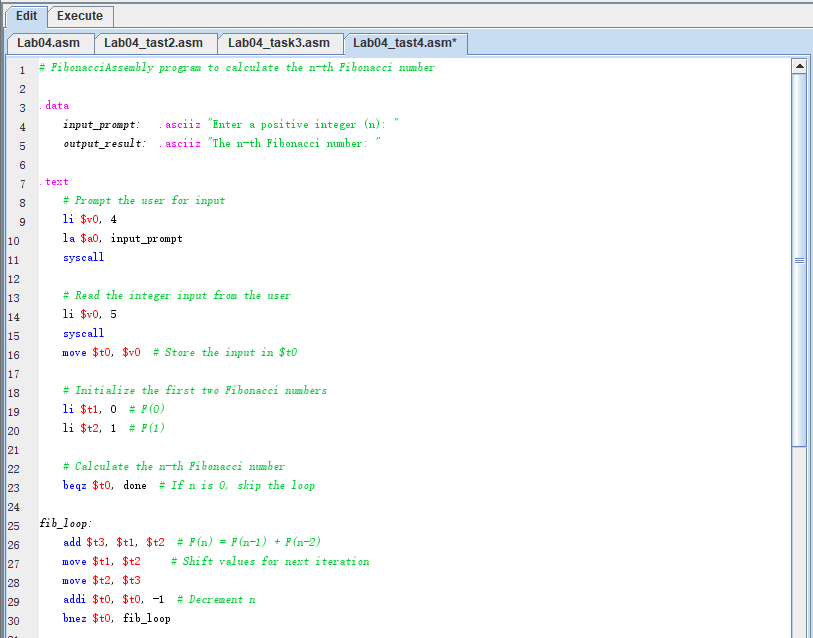 Edit Execute
Lab04.asm Lab04_tast2.asm Lab04_task3.asm Lab04_tast4.asm*
1 # FibonacciAssembly program to calculate the n-th Fibonacci number
2
3 .data
4 input_prompt: .asciiz "Enter a positive integer (n): "
5 output_result: .asciiz "The n-th Fibonacci number: "
6
7 .text
8 # Prompt the user for input
9 li $v0, 4
10 la $a0, input_prompt
11 syscall
12
13 # Read the integer input from the user
14 li $v0, 5
15 syscall
16 move $t0, $v0 # Store the input in $t0
17
18 # Initialize the first two Fibonacci numbers
19 li $t1, 0 # F(0)
20 li $t2, 1 # F(1)
21
22 # Calculate the n-th Fibonacci number
23 beqz $t0, done # If n is 0, skip the loop
24
25 fib_loop:
26 add $t3, $t1, $t2 # F(n) = F(n-1) + F(n-2)
27 move $t1, $t2 # Shift values for next iteration
28 move $t2, $t3
29 addi $t0, $t0, -1 # Decrement n
30 bnez $t0, fib_loop